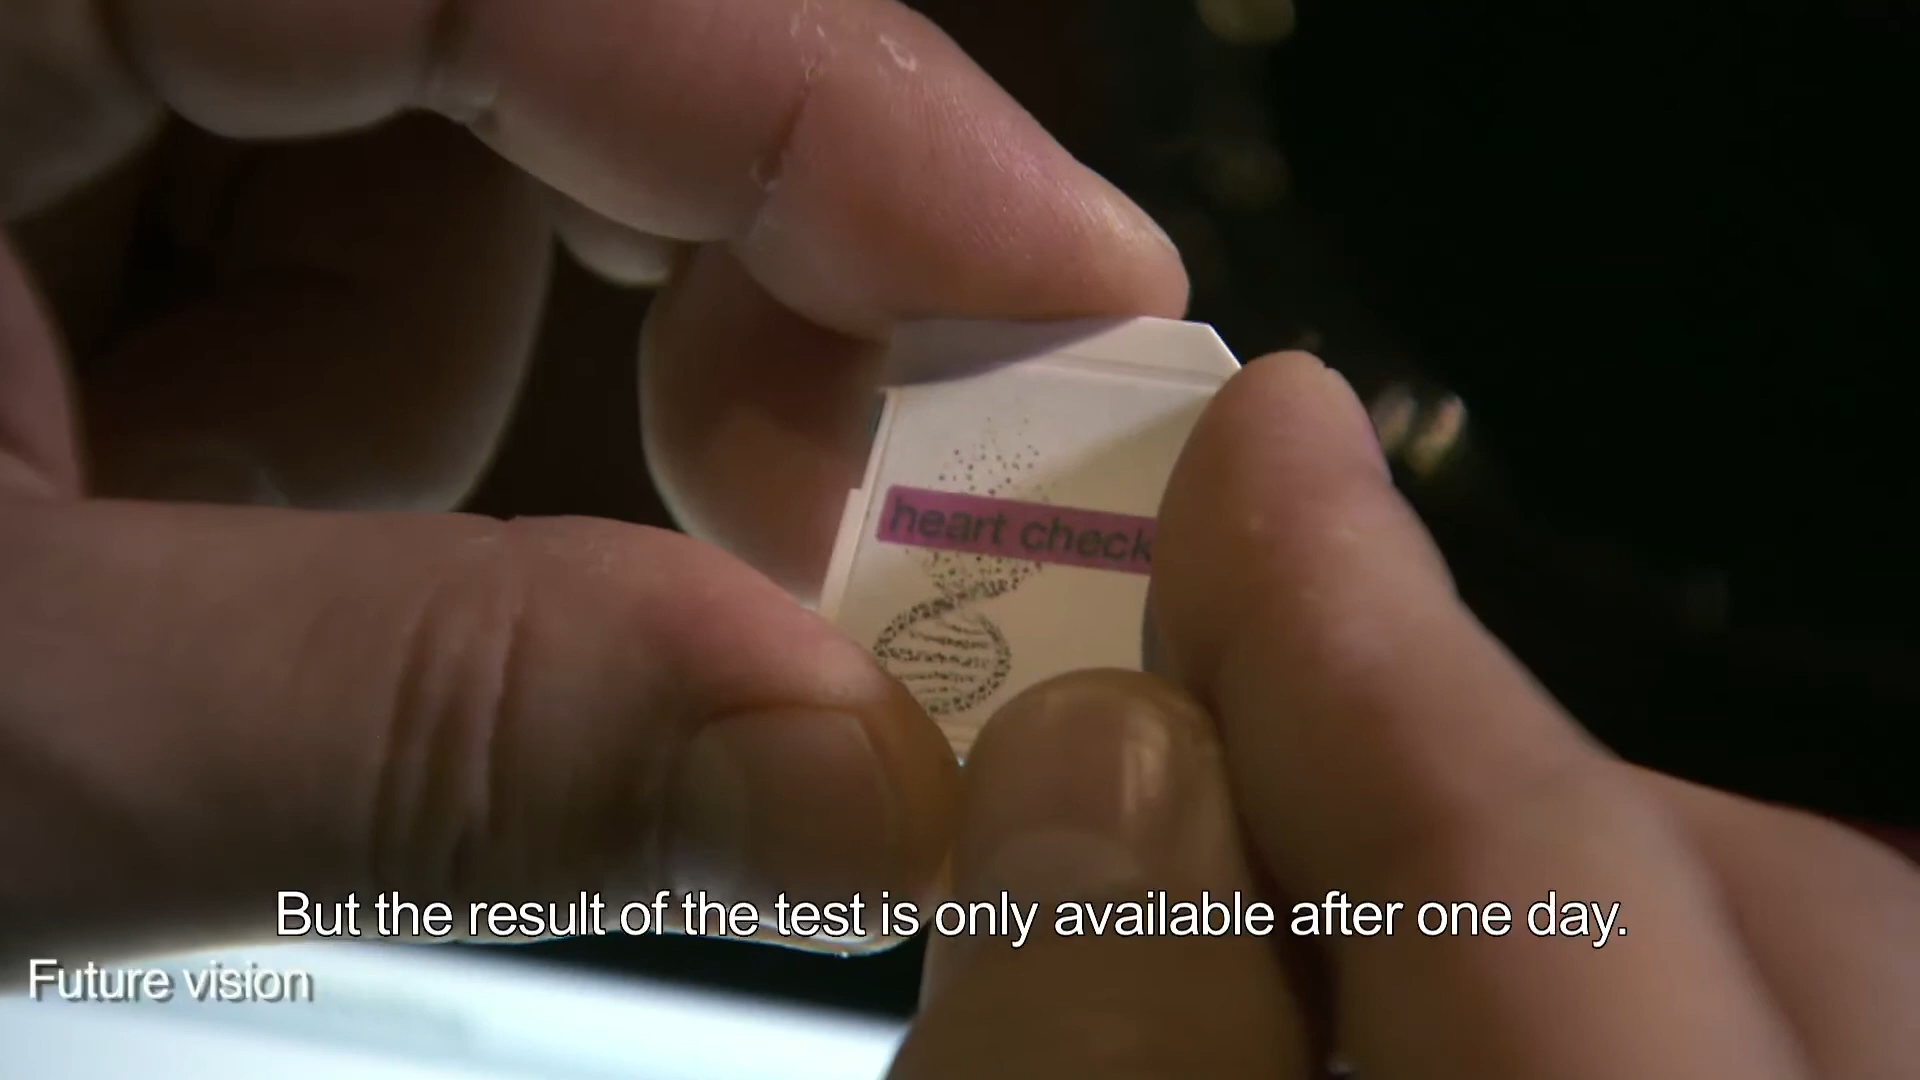 heart check
But the result of the test is only available after one day.
Future vision